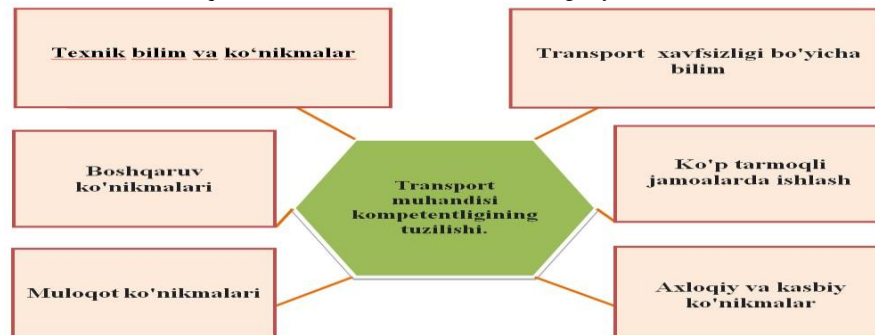 Texnik bilim va ko‘nikmalar
Transport xavfsizligi bo'yicha
bilim
Boshqaruv
ko'nikmalari
Transport
muhandisi
kompetentligining
tuzilishi.
Ko'p tarmoqli
jamoalarda ishlash
Muloqot ko'nikmalari
Axloqiy va kasbiy
ko'nikmalar